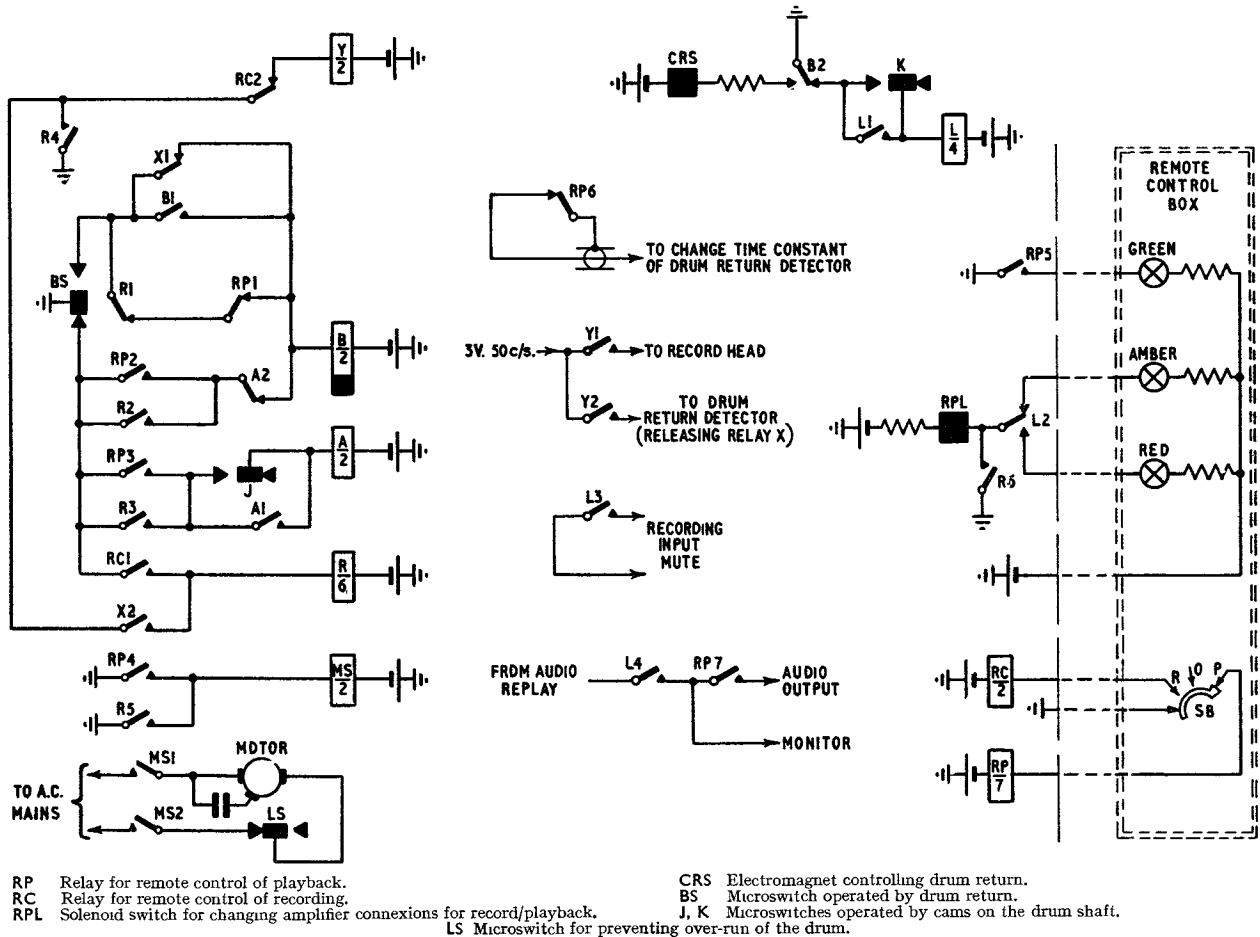 Y
2
CRS
B2
K
RC2
R4
L1
L
4
X1
B1
REMOTE
CONTROL
BOX
RP6
TO CHANGE TIME CONSTANT
OF DRUM RETURN DETECTOR
RP5
GREEN
BS
R1
RP1
B
2
3V. 50c/s.
Y1
TO RECORD HEAD
AMBER
RP2
A2
R2
Y2
TO DRUM
RETURN DETECTOR
(RELEASING RELAY X)
RPL
L2
RP3
J
A
2
RED
R6
R3
A1
L3
RECORDING
INPUT
MUTE
RC1
R
6
X2
RP4
MS
2
FROM AUDIO
REPLAY
L4
RP7
AUDIO
OUTPUT
RC
2
R O P
SB
R5
MONITOR
MS1
MOTOR
RP
7
TO A.C.
MAINS
MS2
LS
RP Relay for remote control of playback.
RC Relay for remote control of recording.
RPL Solenoid switch for changing amplifier connexions for record/playback.
CRS Electromagnet controlling drum return.
BS Microswitch operated by drum return.
J, K Microswitches operated by cams on the drum shaft.
LS Microswitch for preventing over-run of the drum.